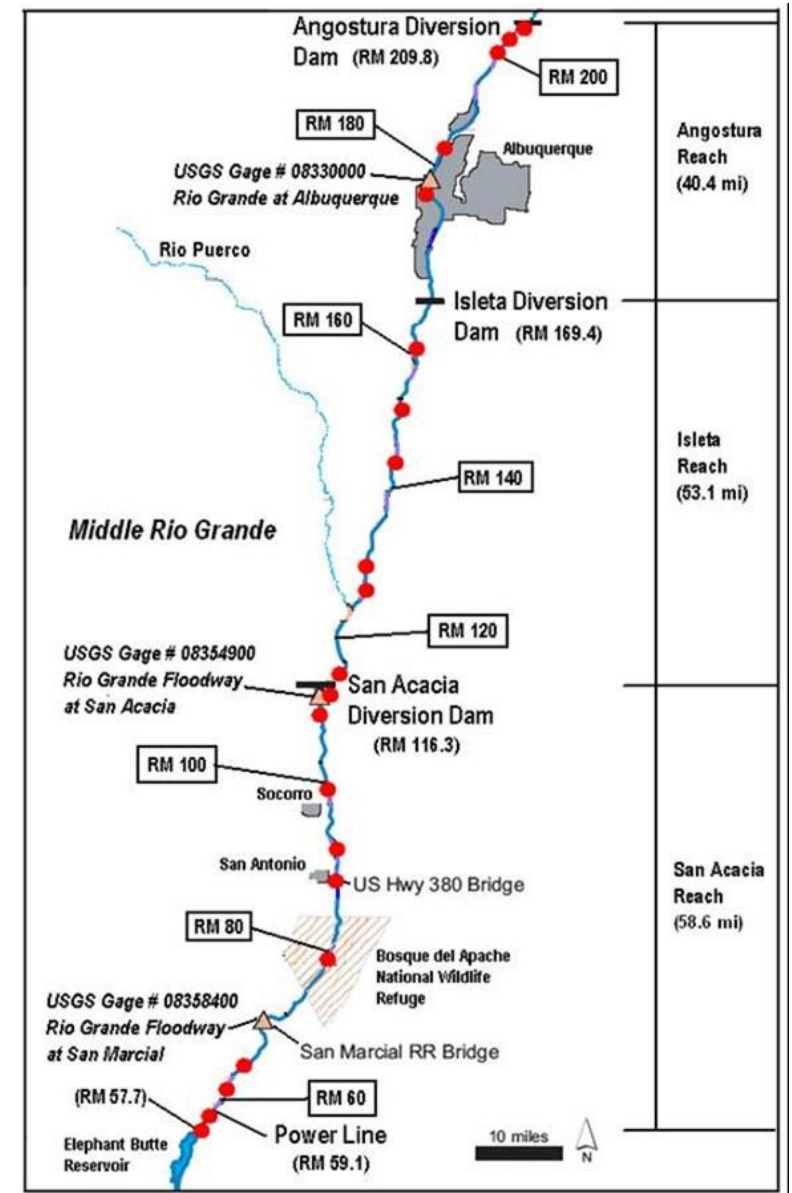 Angostura Diversion
Dam (RM 209.8)
RM 200
RM 180
Albuquerque
USGS Gage # 08330000
Rio Grande at Albuquerque
Angostura
Reach
(40.4 mi)
Rio Puerco
RM 160
Isleta Diversion
Dam (RM 169.4)
Isleta
Reach
(53.1 mi)
RM 140
Middle Rio Grande
RM 120
USGS Gage # 08354900
Rio Grande Floodway
at San Acacia
San Acacia
Diversion Dam
(RM 116.3)
RM 100
Socorro
San Antonio
US Hwy 380 Bridge
San Acacia
Reach
(58.6 mi)
RM 80
Bosque del Apache
National Wildlife
Refuge
USGS Gage # 08358400
Rio Grande Floodway
at San Marcial
San Marcial RR Bridge
(RM 57.7)
RM 60
Power Line
(RM 59.1)
Elephant Butte
Reservoir
10 miles
N